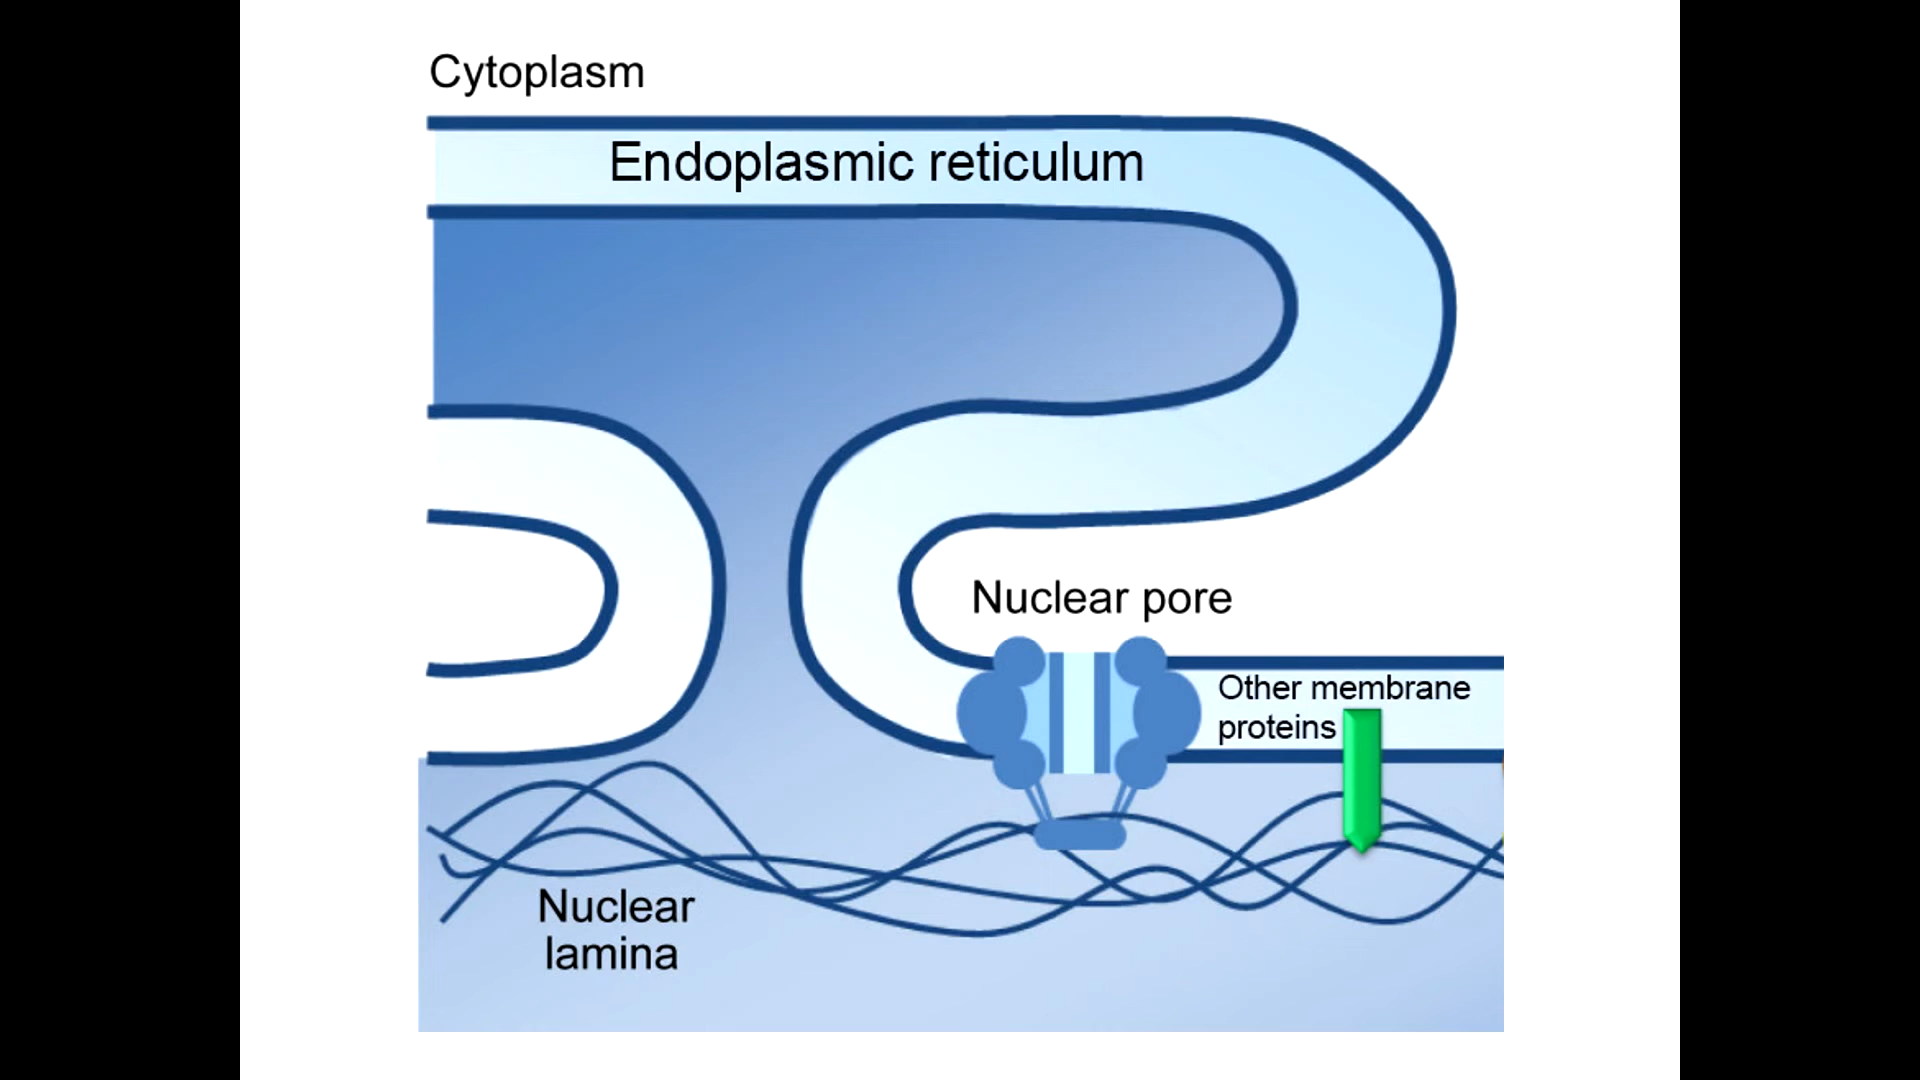 Cytoplasm
Endoplasmic reticulum
Nuclear pore
Other membrane
proteins
Nuclear
lamina